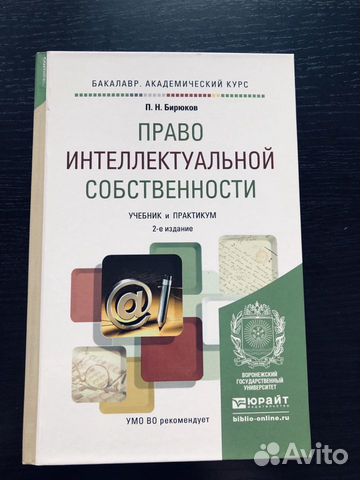 БАКАЛАВР. АКАДЕМИЧЕСКИЙ КУРС
П. Н. Бирюков
ПРАВО
ИНТЕЛЛЕКТУАЛЬНОЙ
СОБСТВЕННОСТИ
УЧЕБНИК и ПРАКТИКУМ
2-е издание
@
ВОРОНЕЖСКИЙ
ГОСУДАРСТВЕННЫЙ
УНИВЕРСИТЕТ
юрайт
ИЗДАТЕЛЬСТВО
biblio-online.ru
УМО ВО рекомендует
Avito